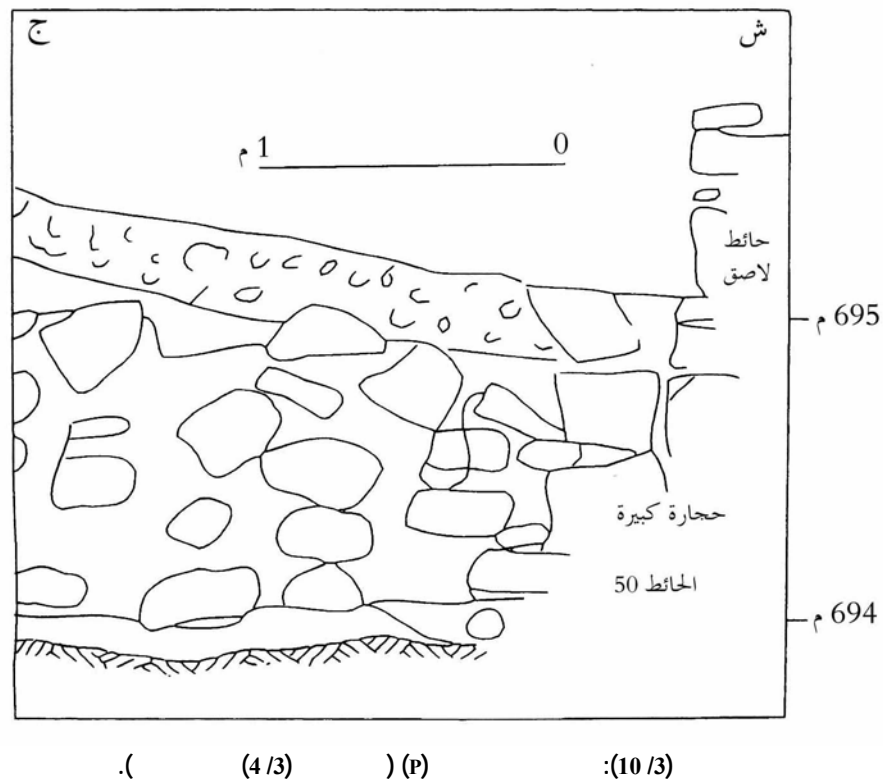 ش ج
0 1 م
حائط
لاصق
695 م
حجارة كبيرة
الحائط 50
694 م
(10/3): (P) ( (4/3) ).